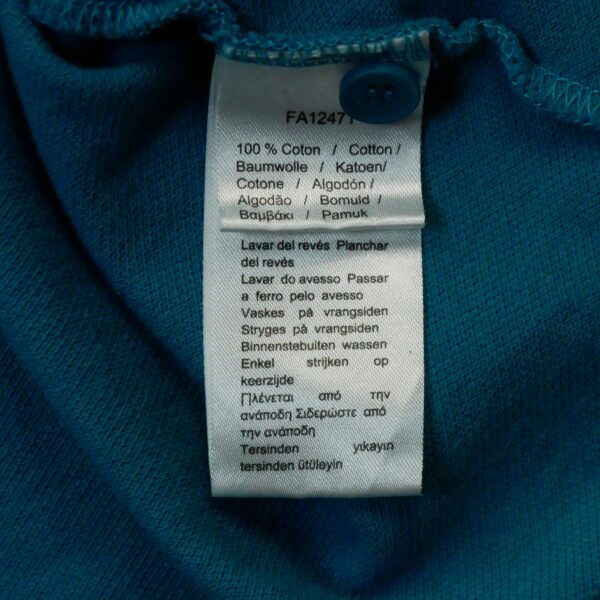 FA12471
100 % Coton / Cotton /
Baumwolle / Katoen/
Cotone / Algodón /
Algodão / Bomuld /
Βαμβάκι / Pamuk
Lavar del revés Planchar
del revés
Lavar do avesso Passar
a ferro pelo avesso
Vaskes på vrangsiden
Stryges på vrangsiden
Binnenstebuiten wassen
Enkel strijken op
keerzijde
Πλένεται από την
ανάποδη Σιδερώστε από
την ανάποδη
Tersinden yıkayın
tersinden ütüleyin